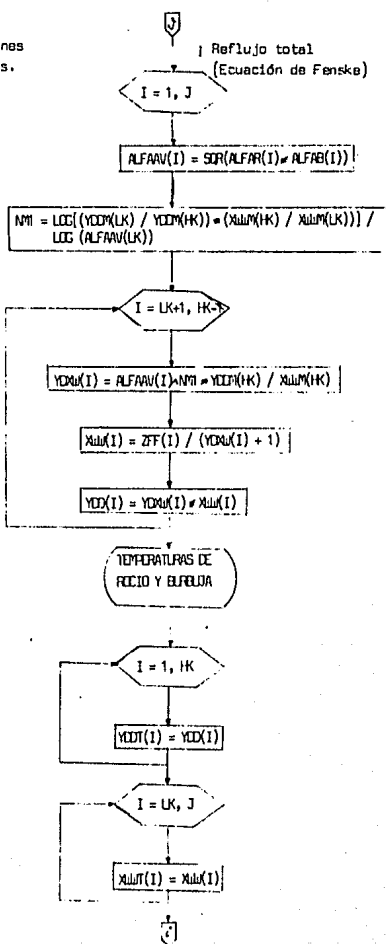 J
nes
s.
Reflujo total
(Ecuación de Fenske)
I = 1, J
ALFAAV(I) = SQR(ALFAR(I)*ALFAB(I))
NM1 = LOG[(YDDM(LK) / YDDM(HK)) * (XWWM(HK) / XWWM(LK))] /
LOG (ALFAAV(LK))
I = LK+1, HK-1
YDXW(I) = ALFAAV(I)^NM1 * YDDM(HK) / XWWM(HK)
XWW(I) = ZFF(I) / (YDXW(I) + 1)
YDD(I) = YDXW(I) * XWW(I)
TEMPERATURAS DE
ROCIO Y BURBUJA
I = 1, HK
YDDT(I) = YDD(I)
I = LK, J
XWWT(I) = XWW(I)